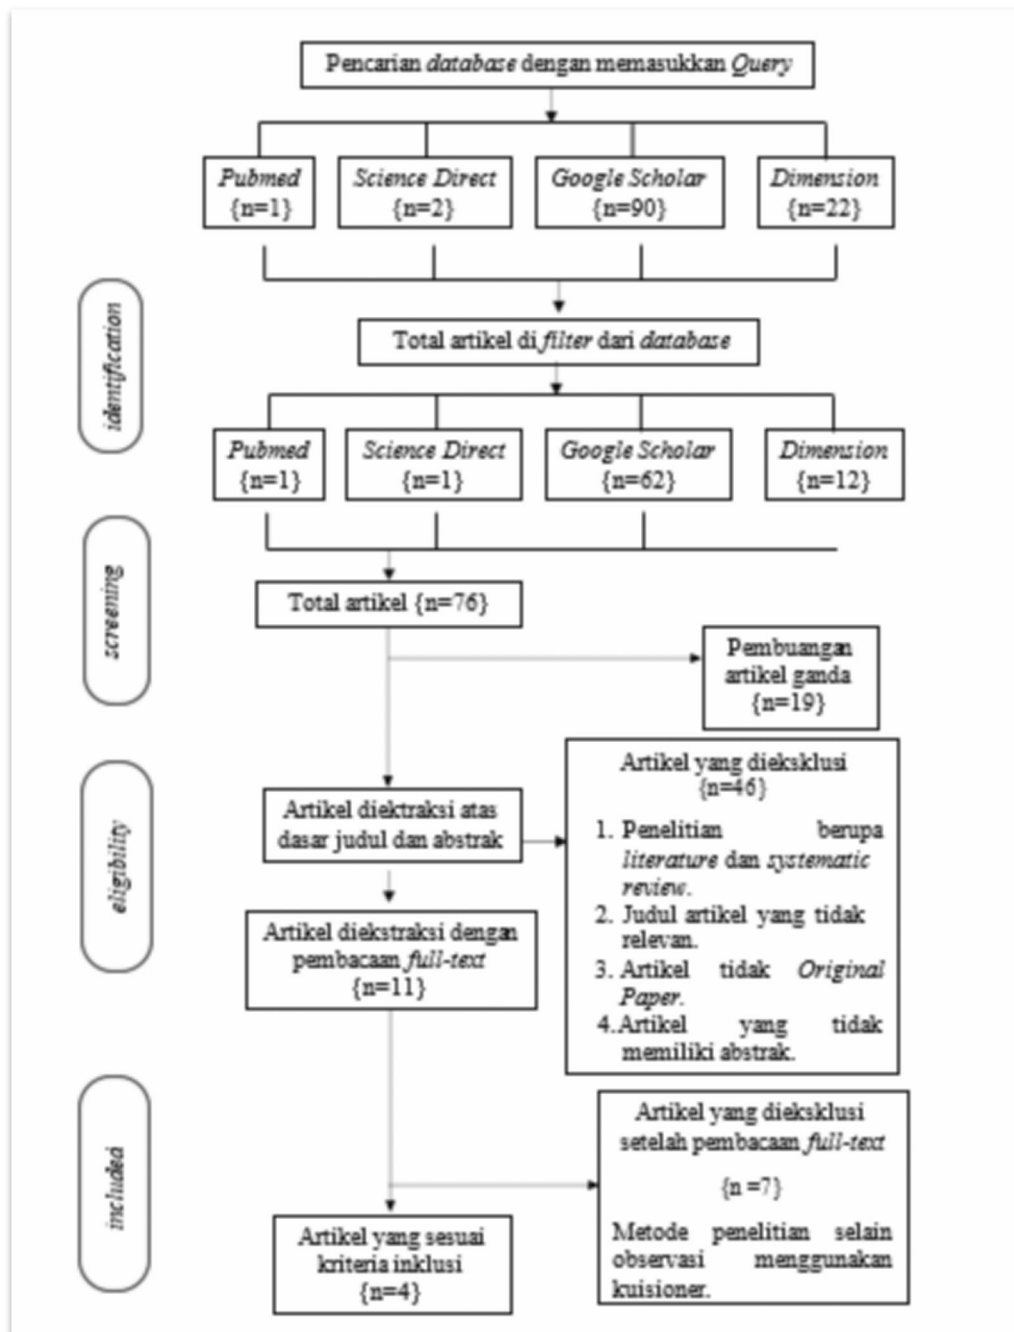 Pencarian database dengan memasukkan Query
Pubmed
{n=1}
Science Direct
{n=2}
Google Scholar
{n=90}
Dimension
{n=22}
identification
Total artikel di filter dari database
Pubmed
{n=1}
Science Direct
{n=1}
Google Scholar
{n=62}
Dimension
{n=12}
screening
Total artikel {n=76}
Pembuangan
artikel ganda
{n=19}
eligibility
Artikel diektraksi atas
dasar judul dan abstrak
Artikel yang dieksklusi
{n=46}
1. Penelitian berupa
literature dan systematic
review.
2. Judul artikel yang tidak
relevan.
3. Artikel tidak Original
Paper.
4.Artikel yang tidak
memiliki abstrak.
Artikel diekstraksi dengan
pembacaan full-text
{n=11}
included
Artikel yang dieksklusi
setelah pembacaan full-text
{n =7}
Metode penelitian selain
observasi menggunakan
kuisioner.
Artikel yang sesuai
kriteria inklusi
{n=4}